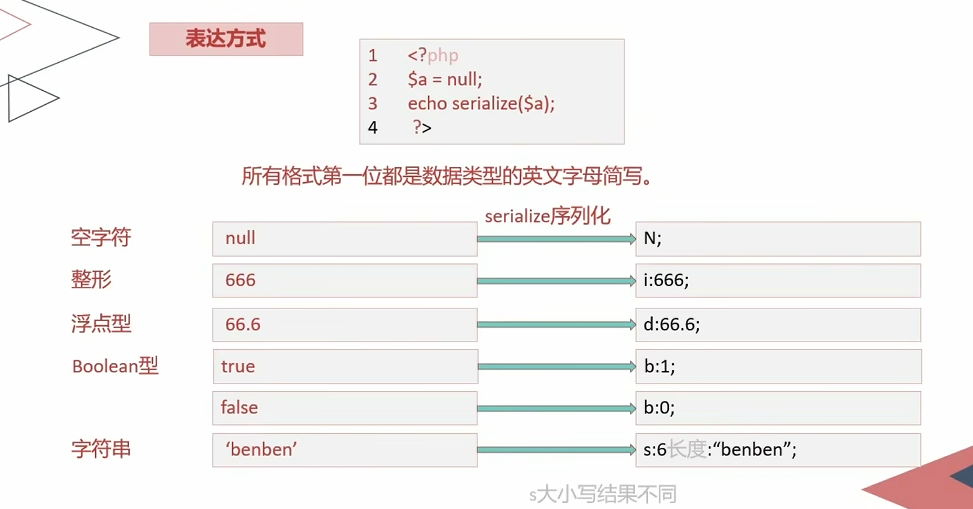 表达方式
1 <?php
2 $a = null;
3 echo serialize($a);
4 ?>
所有格式第一位都是数据类型的英文字母简写。
serialize序列化
空字符 null N;
整形 666 i:666;
浮点型 66.6 d:66.6;
Boolean型 true b:1;
false b:0;
字符串 ‘benben’ s:6长度:“benben”;
s大小写结果不同